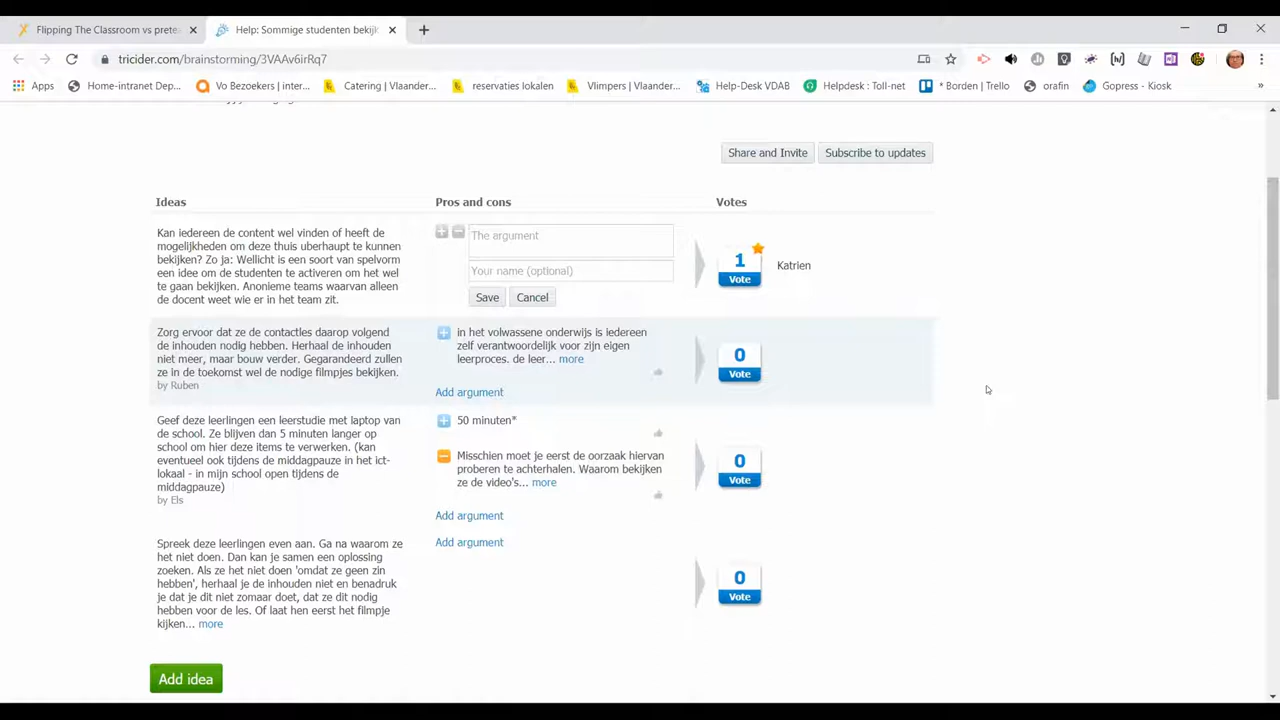 Flipping The Classroom vs prete
Help: Sommige studenten bekijk
tricider.com/brainstorming/3VAAv6irRq7
Apps
Home-intranet Dep...
Vo Bezoekers | inter...
Catering | Vlaander...
reservaties lokalen
Vlimpers | Vlaander...
Help-Desk VDAB
Helpdesk : Toll-net
* Borden | Trello
orafin
Gopress - Kiosk
»
Share and Invite
Subscribe to updates
Ideas
Pros and cons
Votes
Kan iedereen de content wel vinden of heeft de
mogelijkheden om deze thuis uberhaupt te kunnen
bekijken? Zo ja: Wellicht is een soort van spelvorm
een idee om de studenten te activeren om het wel
te gaan bekijken. Anonieme teams waarvan alleen
de docent weet wie er in het team zit.
The argument
Your name (optional)
Save
Cancel
1
Vote
Katrien
Zorg ervoor dat ze de contactles daarop volgend
de inhouden nodig hebben. Herhaal de inhouden
niet meer, maar bouw verder. Gegarandeerd zullen
ze in de toekomst wel de nodige filmpjes bekijken.
by Ruben
in het volwassene onderwijs is iedereen
zelf verantwoordelijk voor zijn eigen
leerproces. de leer... more
Add argument
0
Vote
Geef deze leerlingen een leerstudie met laptop van
de school. Ze blijven dan 5 minuten langer op
school om hier deze items te verwerken. (kan
eventueel ook tijdens de middagpauze in het ict-
lokaal - in mijn school open tijdens de
middagpauze)
by Els
50 minuten*
Misschien moet je eerst de oorzaak hiervan
proberen te achterhalen. Waarom bekijken
ze de video's... more
Add argument
0
Vote
Spreek deze leerlingen even aan. Ga na waarom ze
het niet doen. Dan kan je samen een oplossing
zoeken. Als ze het niet doen 'omdat ze geen zin
hebben', herhaal je de inhouden niet en benadruk
je dat je dit niet zomaar doet, dat ze dit nodig
hebben voor de les. Of laat hen eerst het filmpje
kijken... more
Add argument
0
Vote
Add idea